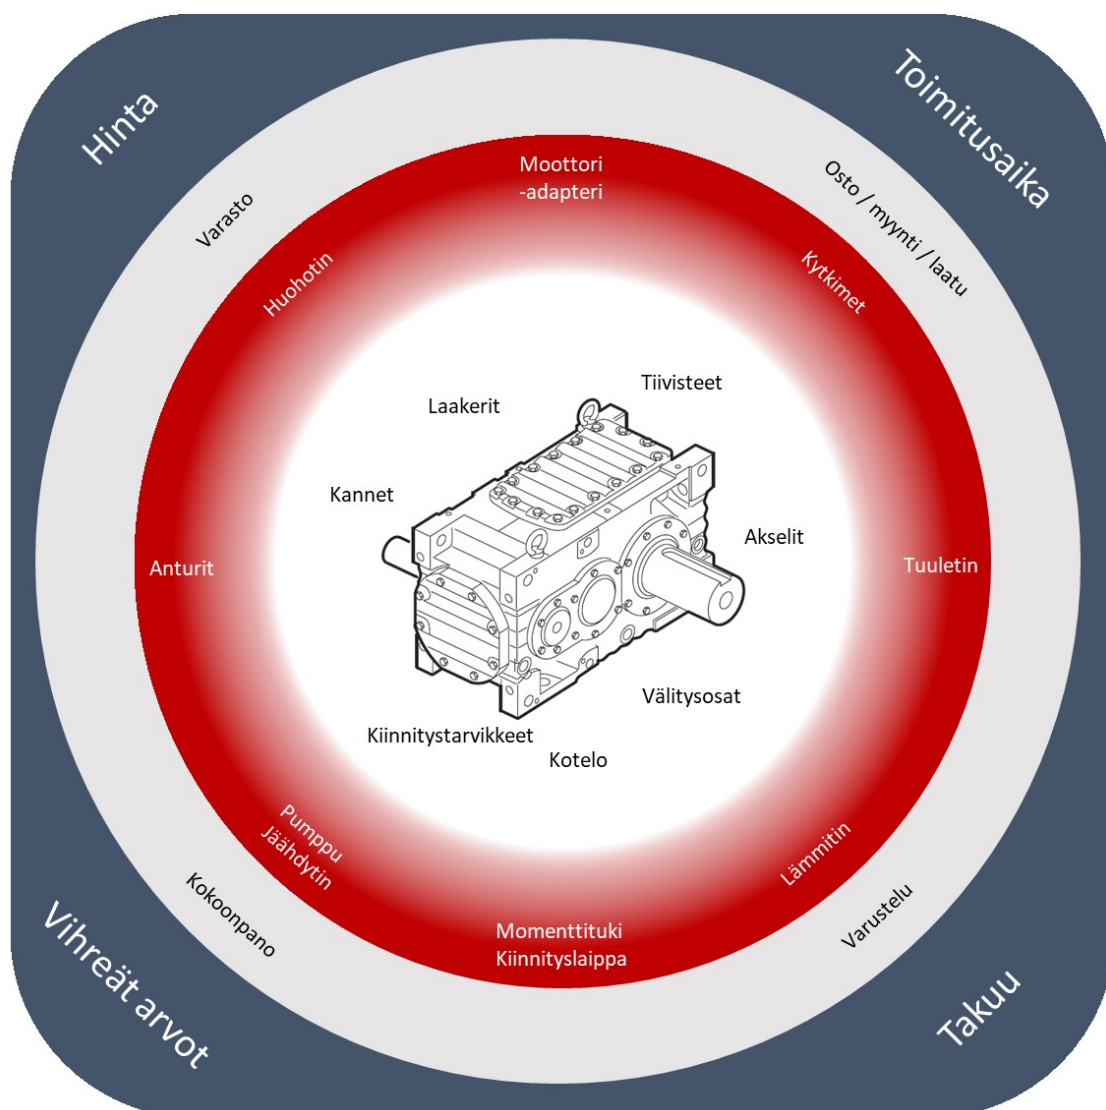 Hinta
Toimitusaika
Varasto
Osto / myynti / laatu
Moottori
-adapteri
Huohotin
Kytkimet
Tiivisteet
Laakerit
Kannet
Akselit
Anturit
Tuuletin
Välitysosat
Kiinnitystarvikkeet
Kotelo
Pumppu
Jäähdytin
Lämmitin
Momenttituki
Kiinnityslaippa
Kokoonpano
Varustelu
Vihreät arvot
Takuu